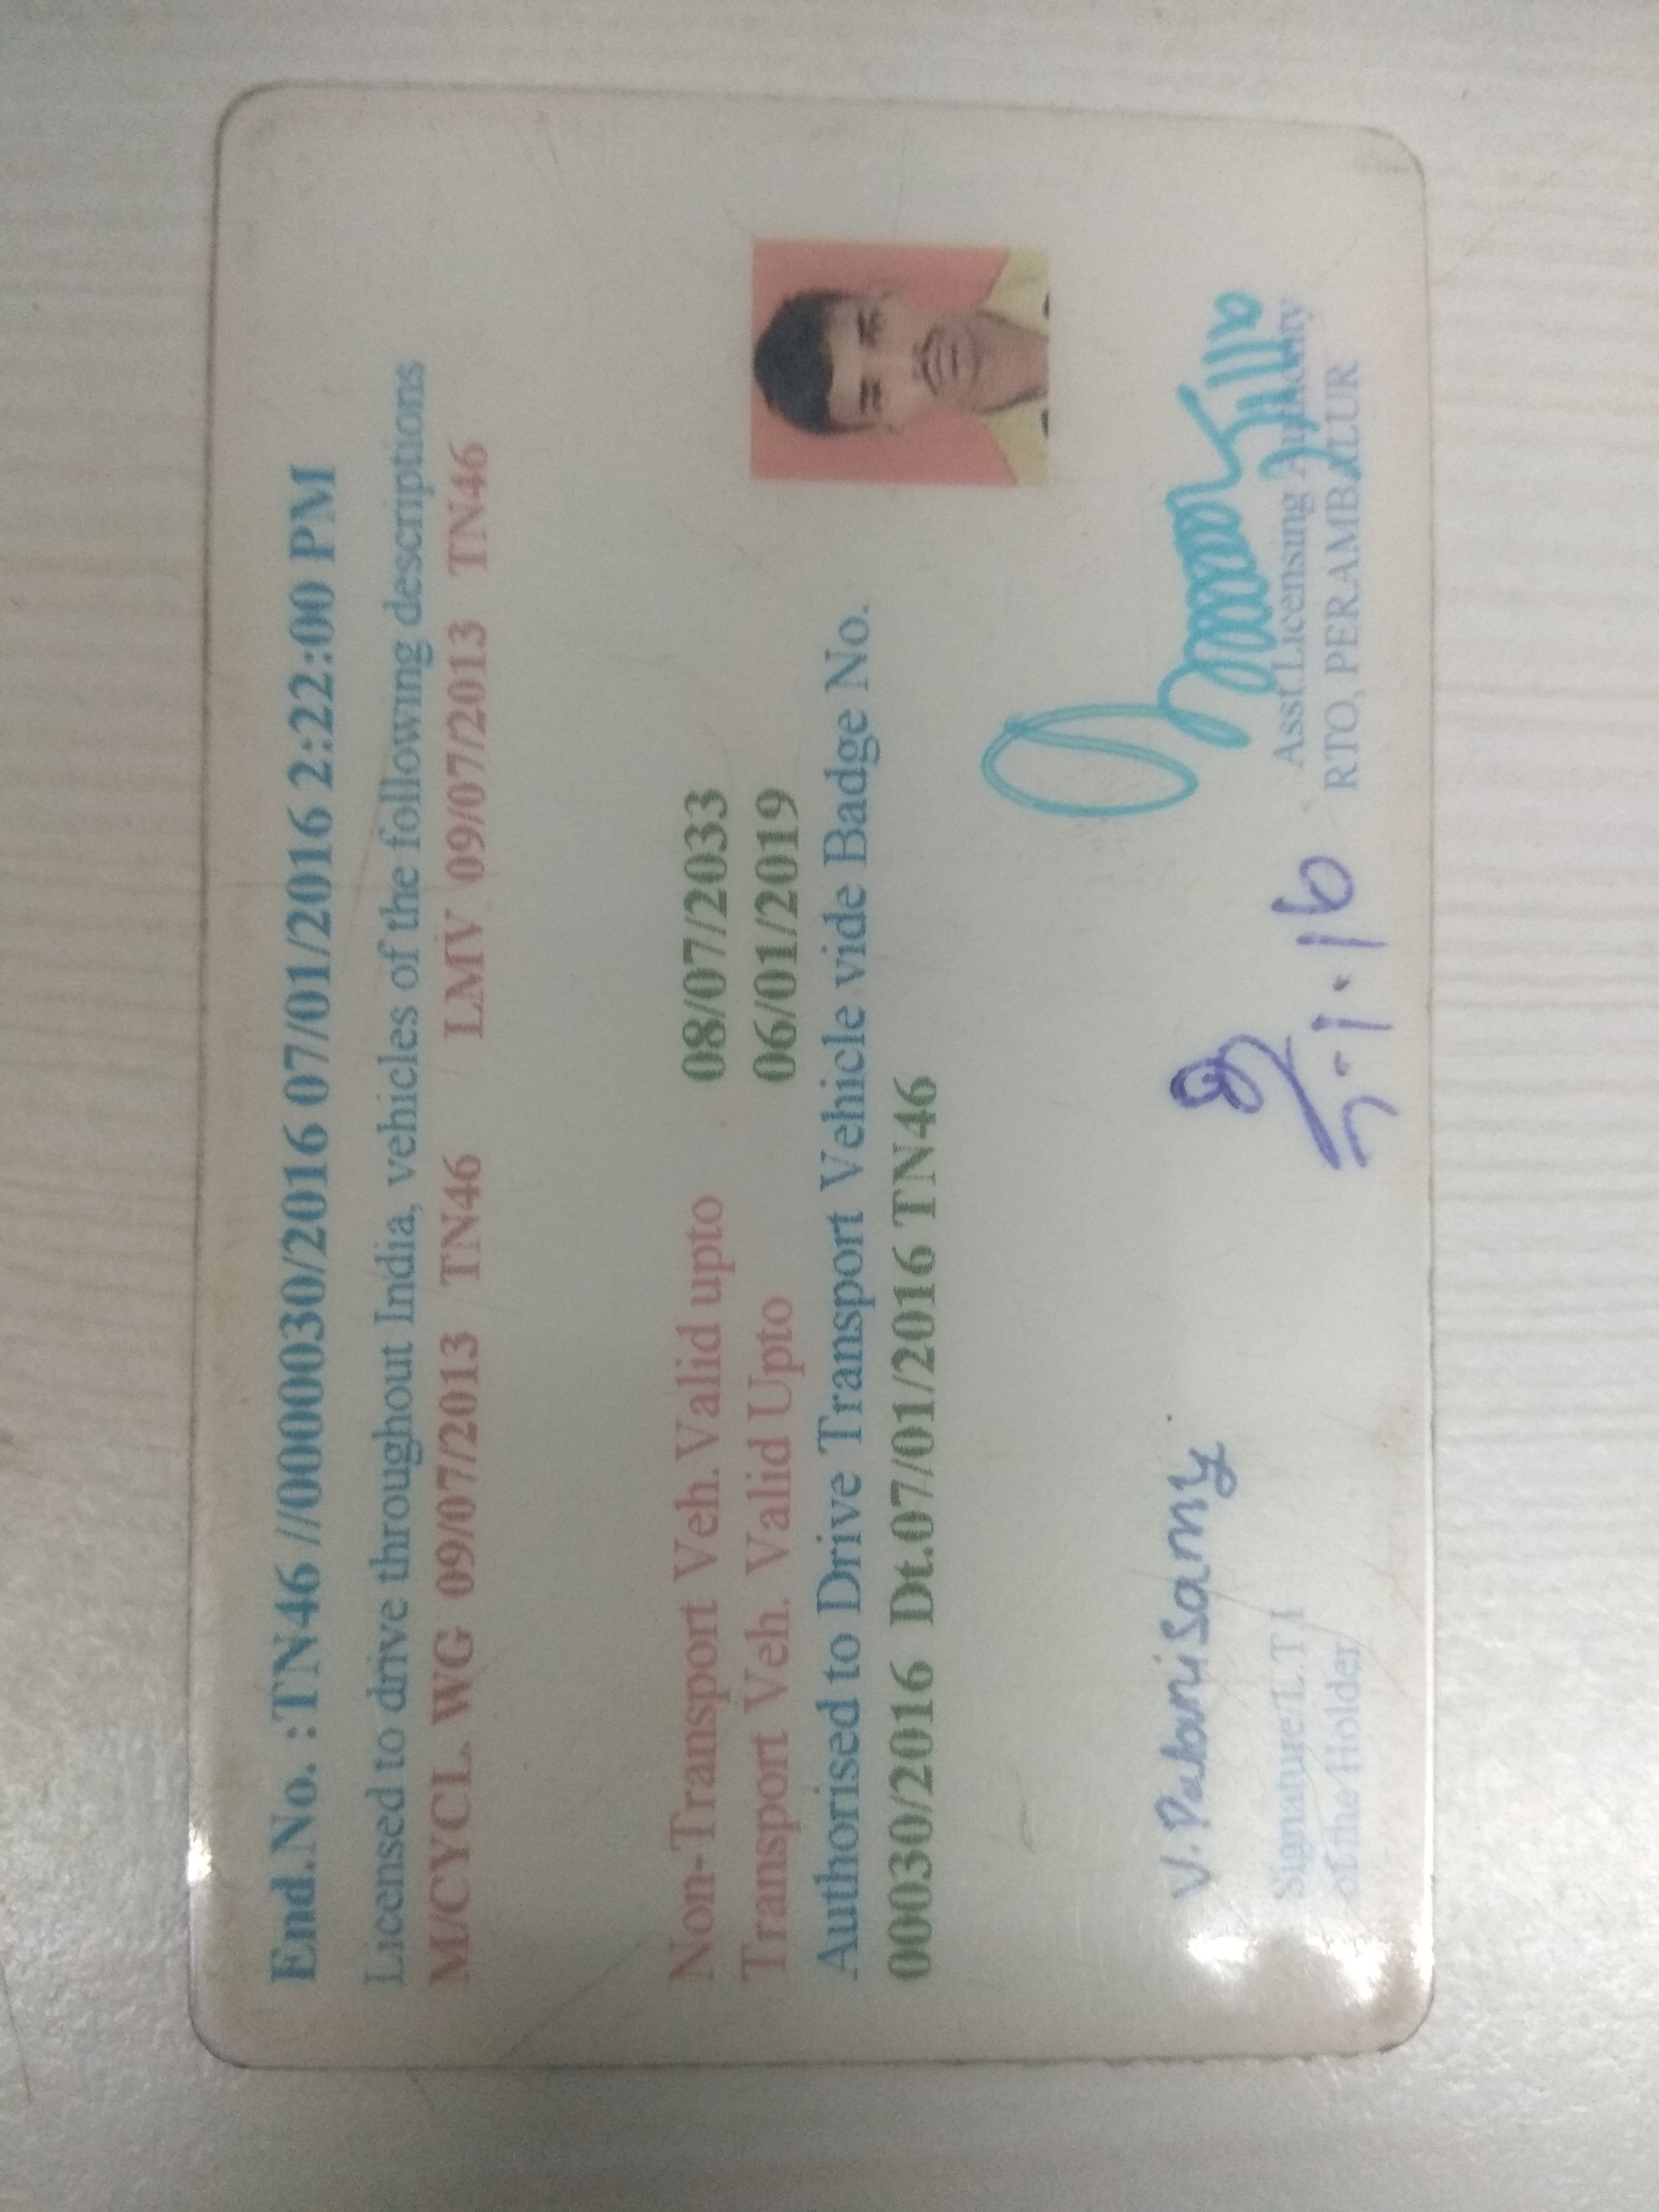 End.No. : TN46 //0000030/2016 07/01/2016 2:22:00 PM
Licensed to drive throughout India, vehicles of the following descriptions
M/CYCL. WG 09/07/2013 TN46 LMV 09/07/2013 TN46
Non-Transport Veh.Valid upto 08/07/2033
Transport Veh. Valid Upto 06/01/2019
Authorised to Drive Transport Vehicle vide Badge No.
00030/2016 Dt.07/01/2016 TN46
V. Palanisamy
Signature/L.T.I
of the Holder
7-1-16
Asst.Licensing Authority
RTO, PERAMBALUR